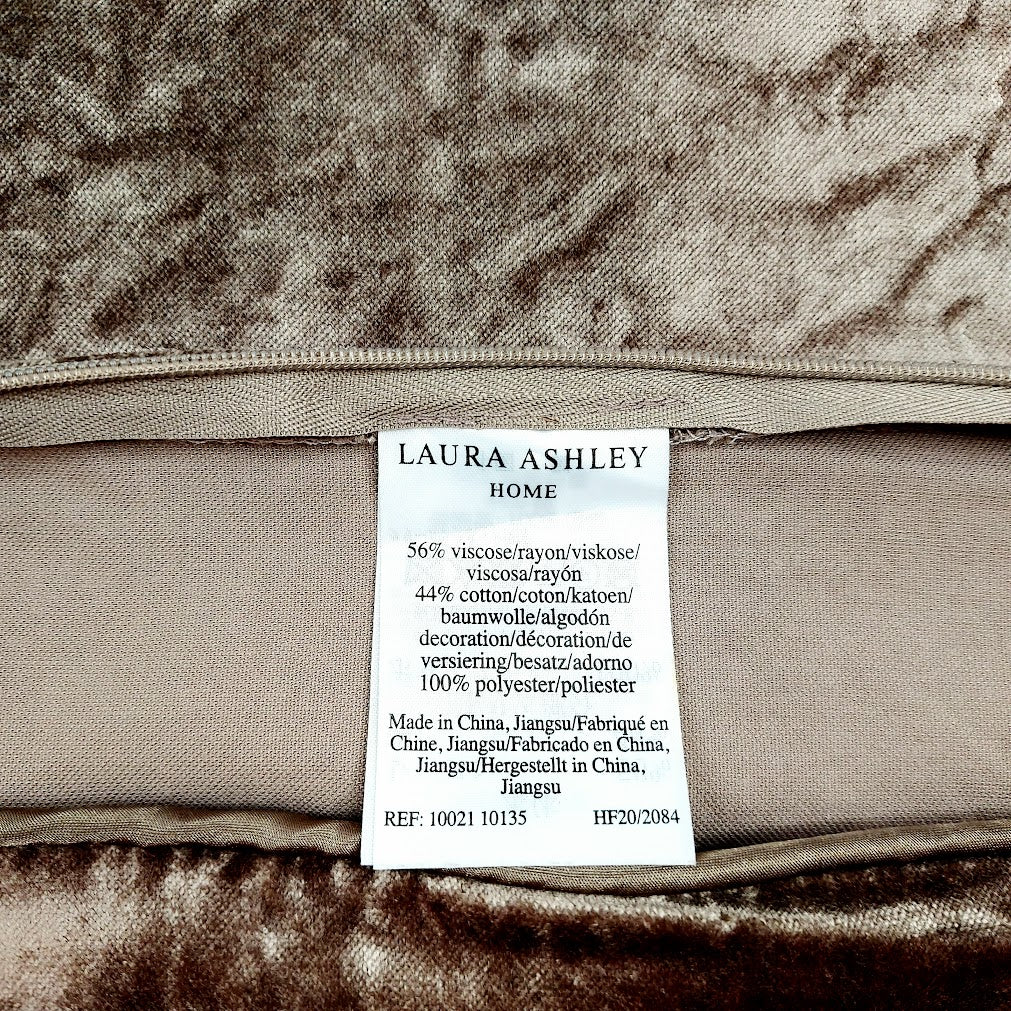 LAURA ASHLEY
HOME
56% viscose/rayon/viskose/
viscosa/rayón
44% cotton/coton/katoen/
baumwolle/algodón
decoration/décoration/de
versiering/besatz/adorno
100% polyester/poliester
Made in China, Jiangsu/Fabriqué en
Chine, Jiangsu/Fabricado en China,
Jiangsu/Hergestellt in China,
Jiangsu
REF: 10021 10135 HF20/2084